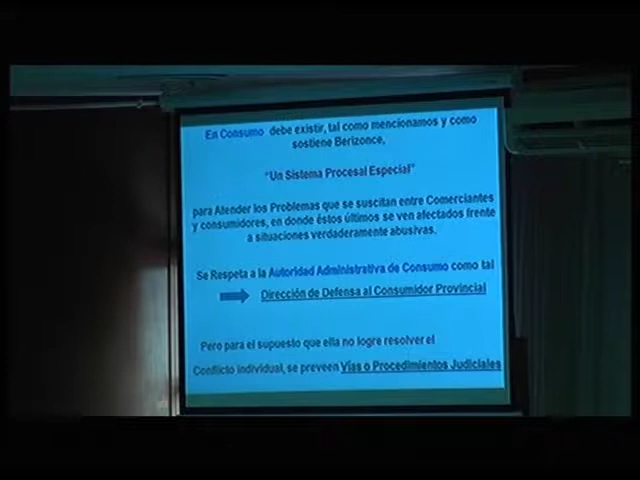 En Consumo debe existir, tal como mencionamos y como
sostiene Berizonce,
"Un Sistema Procesal Especial"
para Atender los Problemas que se suscitan entre Comerciantes
y consumidores, en donde éstos últimos se ven afectados frente
a situaciones verdaderamente abusivas.
Se Respeta a la Autoridad Administrativa de Consumo como tal
Dirección de Defensa al Consumidor Provincial
Pero para el supuesto que ella no logre resolver el
Conflicto individual, se preveen Vías o Procedimientos Judiciales